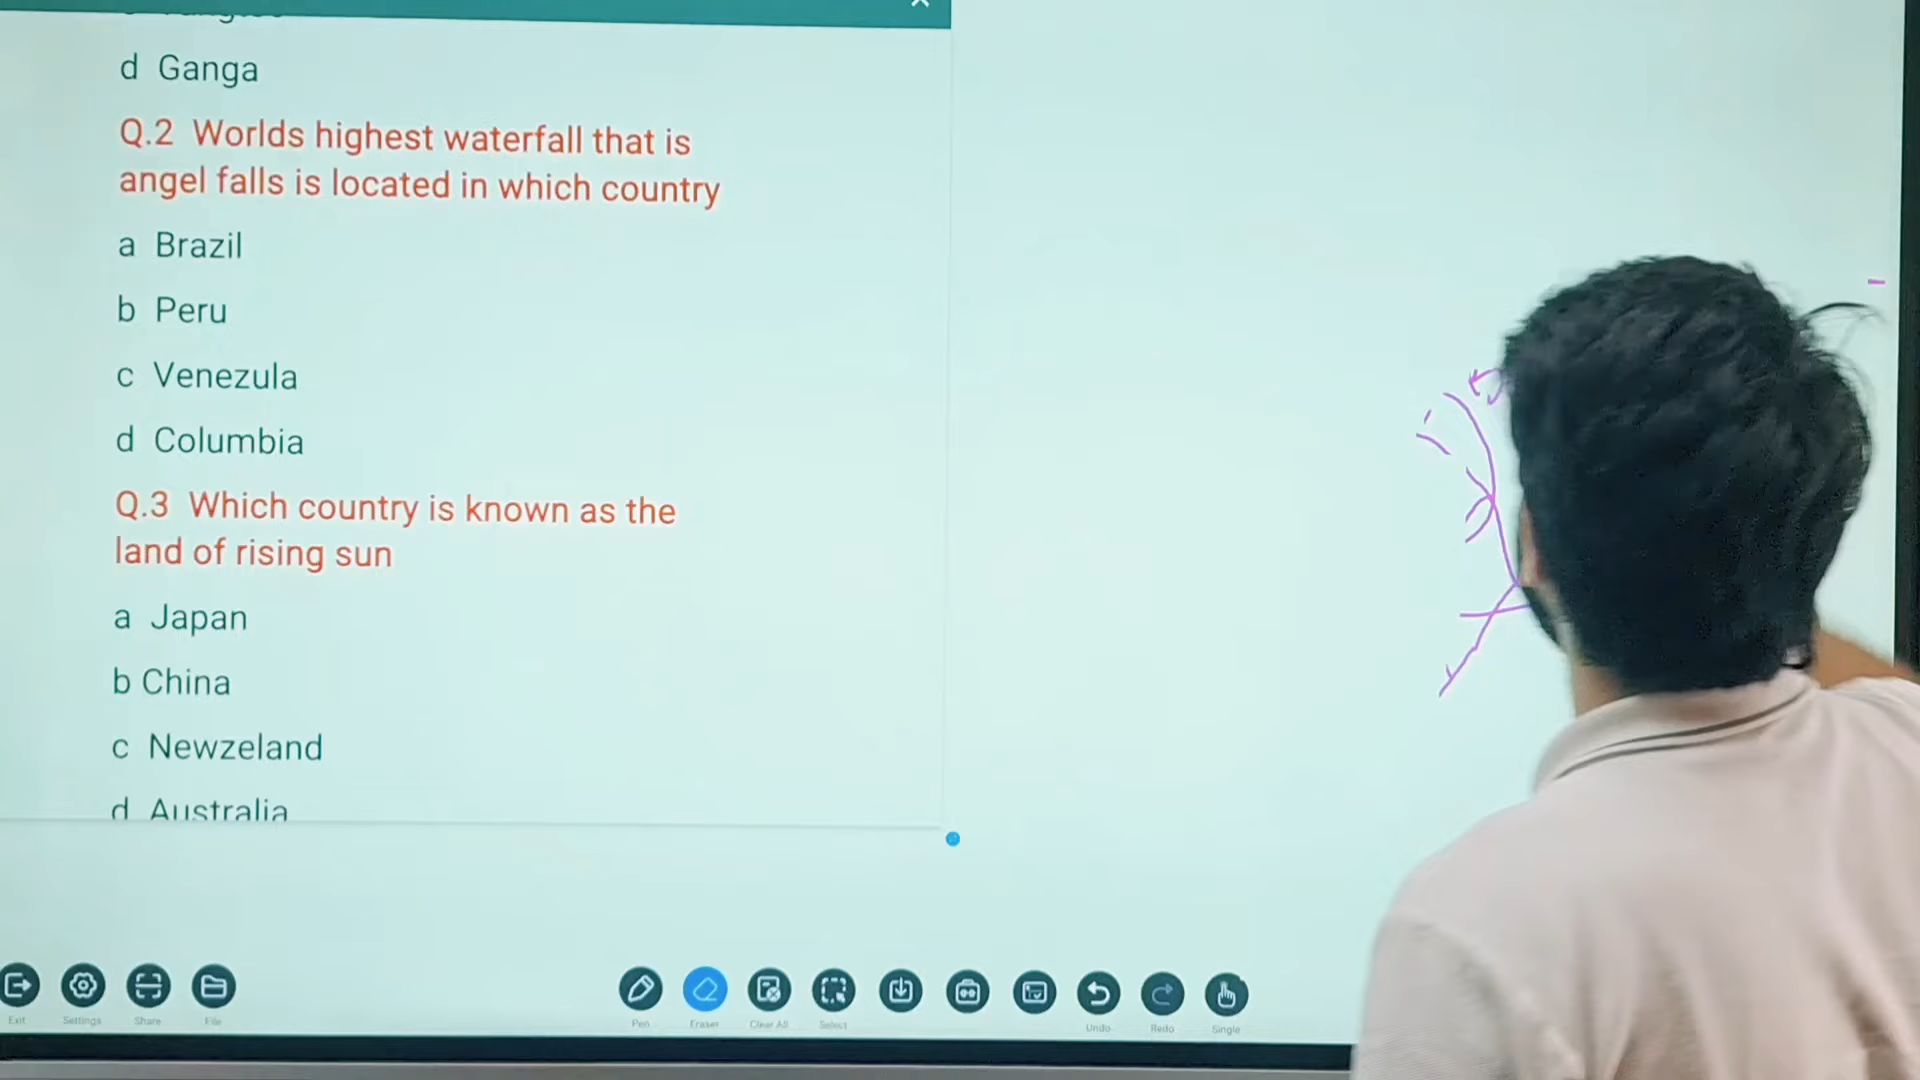 d Ganga
Q.2 Worlds highest waterfall that is
angel falls is located in which country
a Brazil
b Peru
c Venezula
d Columbia
Q.3 Which country is known as the
land of rising sun
a Japan
b China
c Newzeland
d Australia
Exit Settings Share File Pen Eraser Clear All Select Undo Redo Single